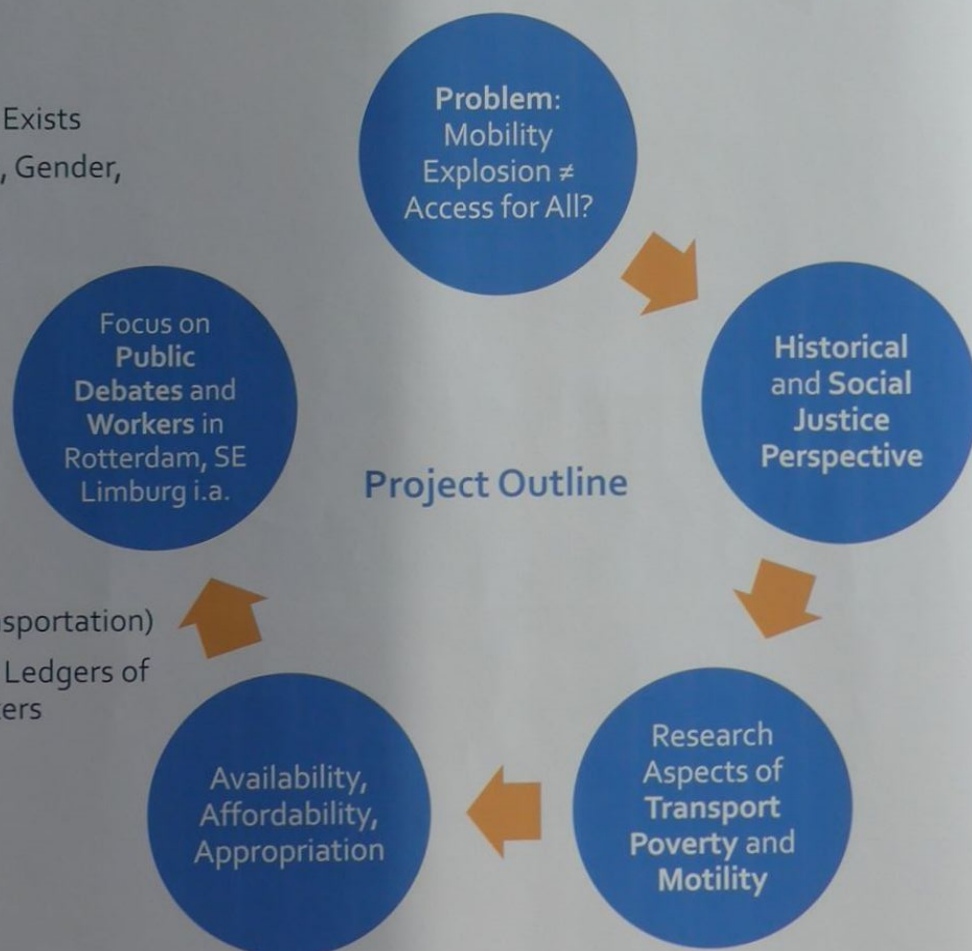 Exists
, Gender,
sportation)
Ledgers of
ers
Problem:
Mobility
Explosion ≠
Access for All?
Historical
and Social
Justice
Perspective
Research
Aspects of
Transport
Poverty and
Motility
Availability,
Affordability,
Appropriation
Focus on
Public
Debates and
Workers in
Rotterdam, SE
Limburg i.a.
Project Outline